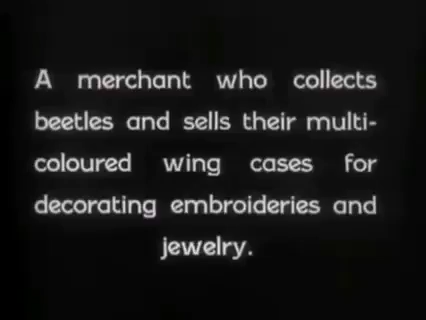 A merchant who collects
beetles and sells their multi-
coloured wing cases for
decorating embroideries and
jewelry.